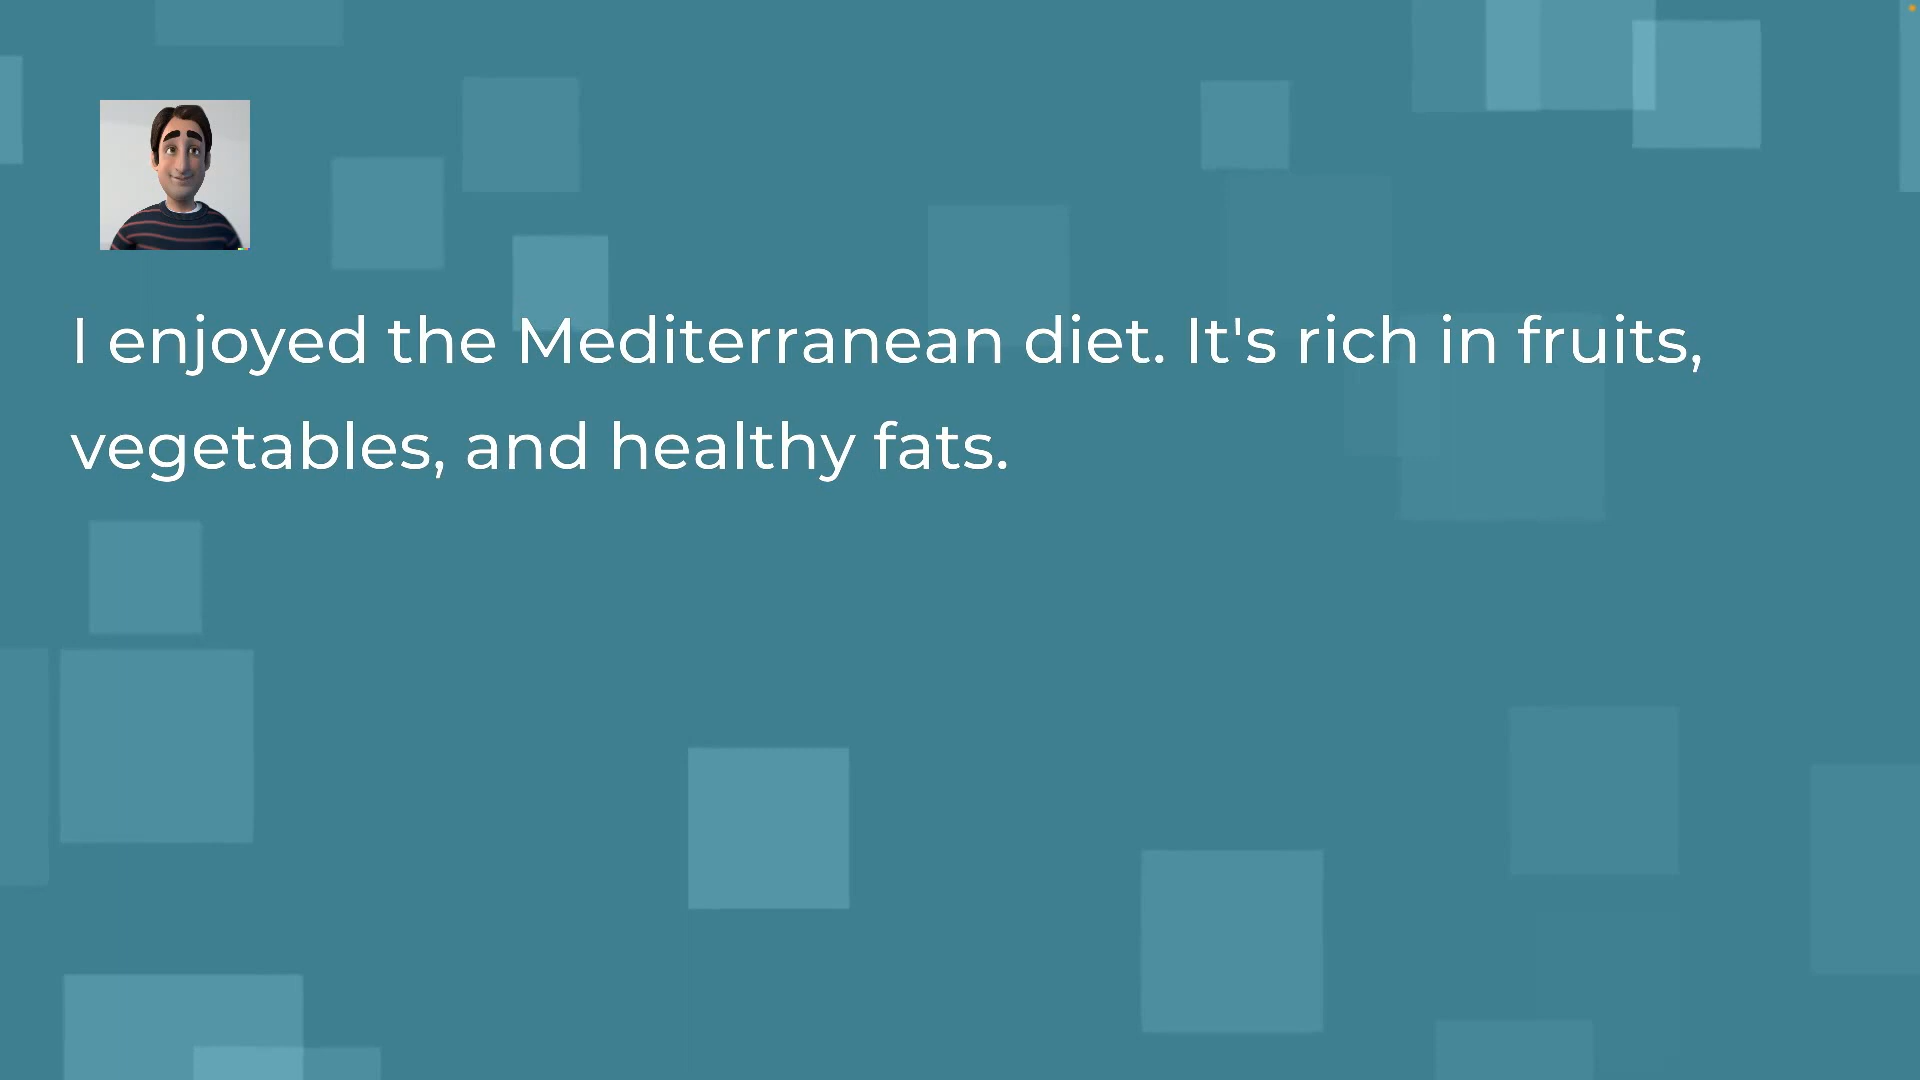 I enjoyed the Mediterranean diet. It's rich in fruits,
vegetables, and healthy fats.